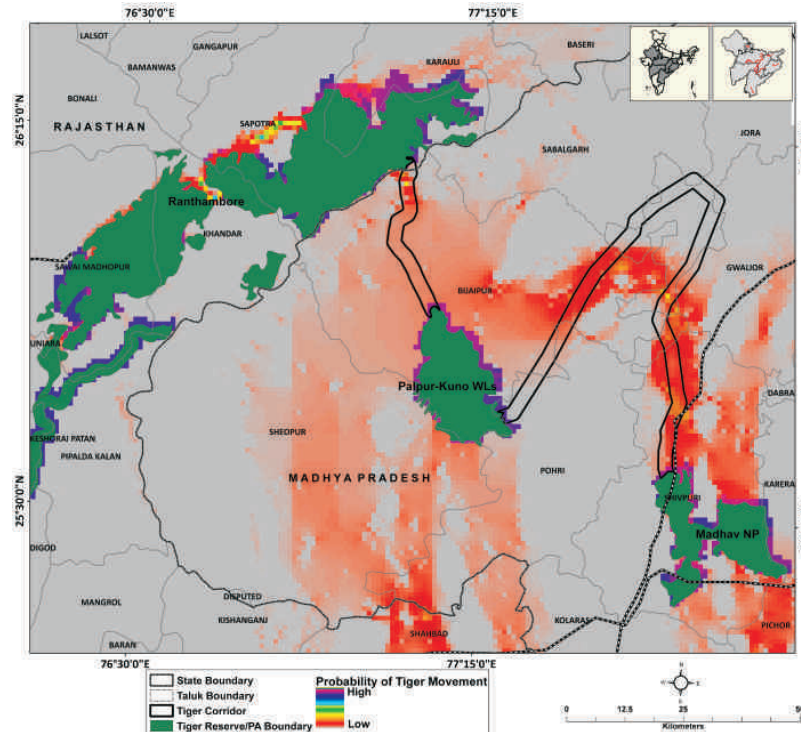 76°30'0"E
77°15'0"E
LALSOT
GANGAPUR
BASERI
BAMANWAS
KARAULI
BONALI
26°15'0"N
SAPOTRA
RAJASTHAN
JORA
SABALGARH
Ranthambore
KHANDAR
SAWAI MADHOPUR
GWALIOR
BIJAIPUR
UNIARA
Palpur-Kuno WLs
DABRA
SHEOPUR
KESHORAI PATAN
PIPALDA KALAN
POHRI
MADHYA PRADESH
KARERA
SHIVPURI
25°30'0"N
Madhav NP
DIGOD
MANGROL
DISPUTED
KISHANGANJ
KOLARAS
PICHOR
SHAHBAD
BARAN
76°30'0"E
77°15'0"E
State Boundary
Taluk Boundary
Tiger Corridor
Tiger Reserve/PA Boundary
Probability of Tiger Movement
High
Low
N
W
E
S
0 12.5 25 50
Kilometers